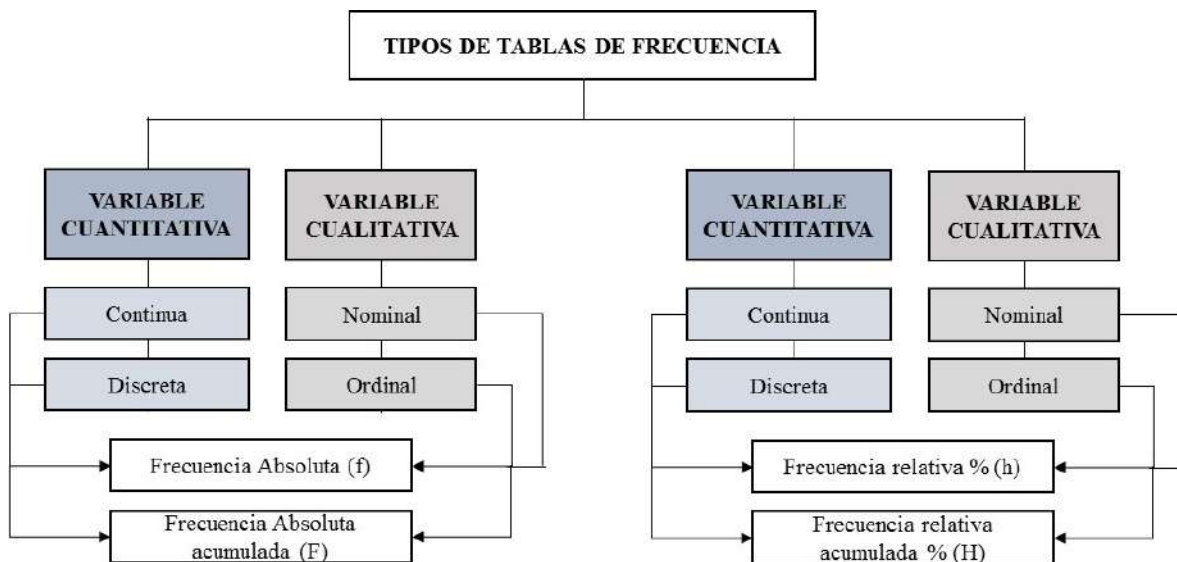 TIPOS DE TABLAS DE FRECUENCIA
VARIABLE
CUANTITATIVA
VARIABLE
CUALITATIVA
VARIABLE
CUANTITATIVA
VARIABLE
CUALITATIVA
Continua
Nominal
Continua
Nominal
Discreta
Ordinal
Discreta
Ordinal
Frecuencia Absoluta (f)
Frecuencia relativa % (h)
Frecuencia Absoluta
acumulada (F)
Frecuencia relativa
acumulada % (H)